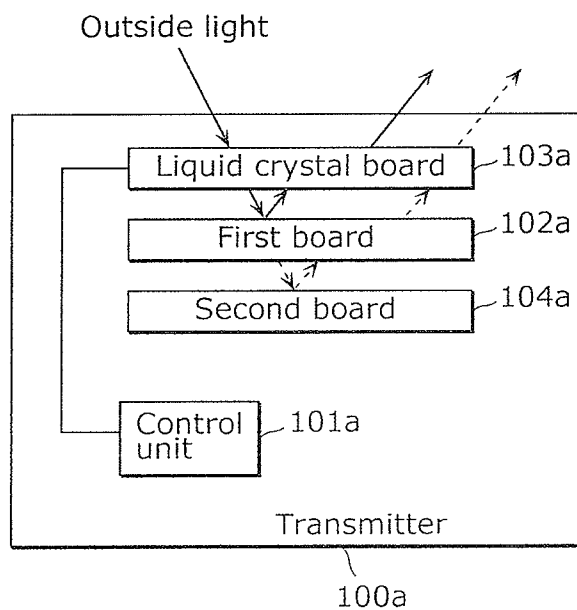 Outside light
Liquid crystal board
103a
First board
102a
Second board
104a
Control
unit
101a
Transmitter
100a